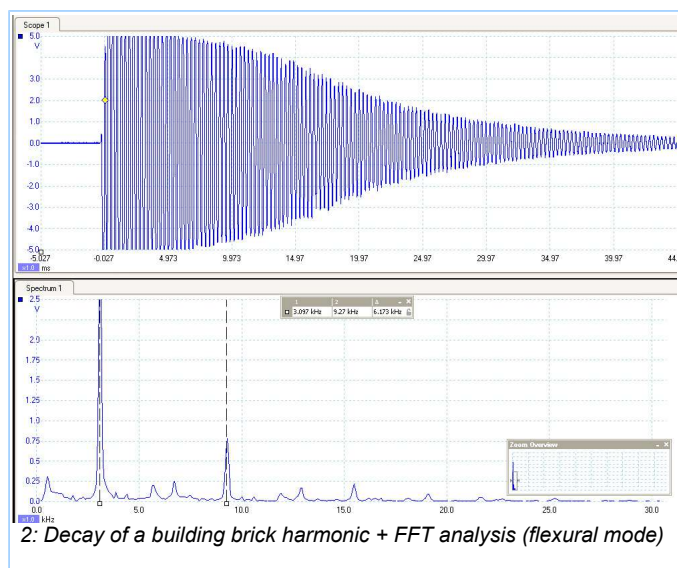 Scope 1
5.0
V
3.0
2.0
1.0
0.0
-1.0
-2.0
-3.0
-4.0
-5.0
-5.027 -0.027 4.973 9.973 14.97 19.97 24.97 29.97 34.97 39.97 44.
x1.0 ms
Spectrum 1
2.5
V
2.0
1.5
1.25
1.0
0.75
0.5
0.25
0.0
1 2 Δ
3.097 kHz 9.27 kHz 6.173 kHz
Zoom Overview
0.0 5.0 10.0 15.0 20.0 25.0 30.0
x1.0 kHz
2: Decay of a building brick harmonic + FFT analysis (flexural mode)